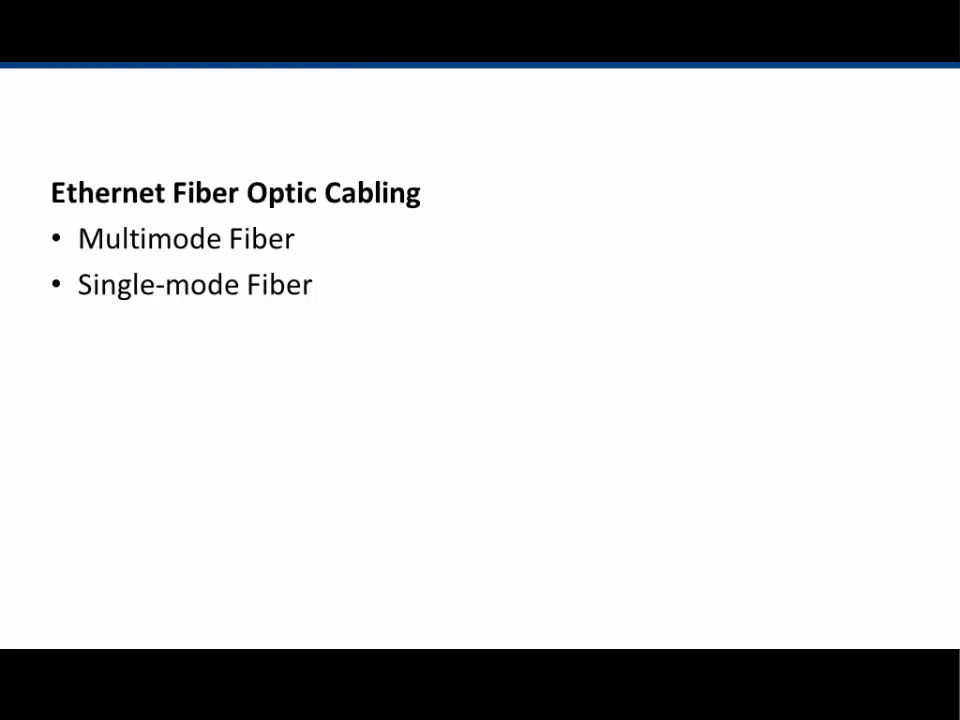 Ethernet Fiber Optic Cabling
• Multimode Fiber
• Single-mode Fiber